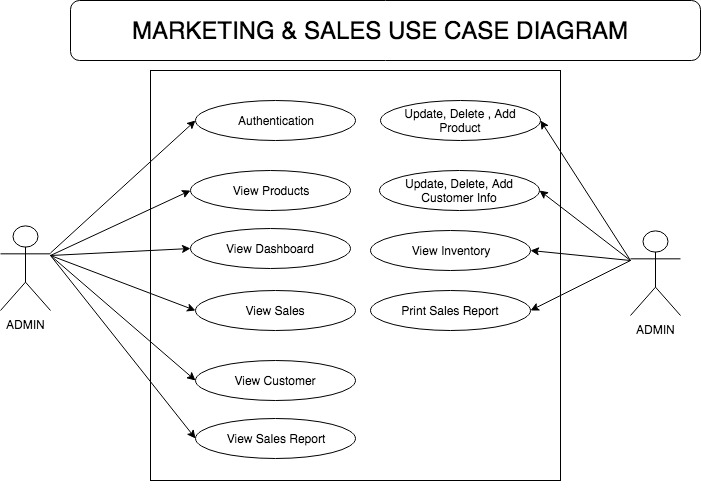 MARKETING & SALES USE CASE DIAGRAM
Authentication
Update, Delete , Add
Product
View Products
Update, Delete, Add
Customer Info
View Dashboard
View Inventory
View Sales
Print Sales Report
ADMIN
ADMIN
View Customer
View Sales Report